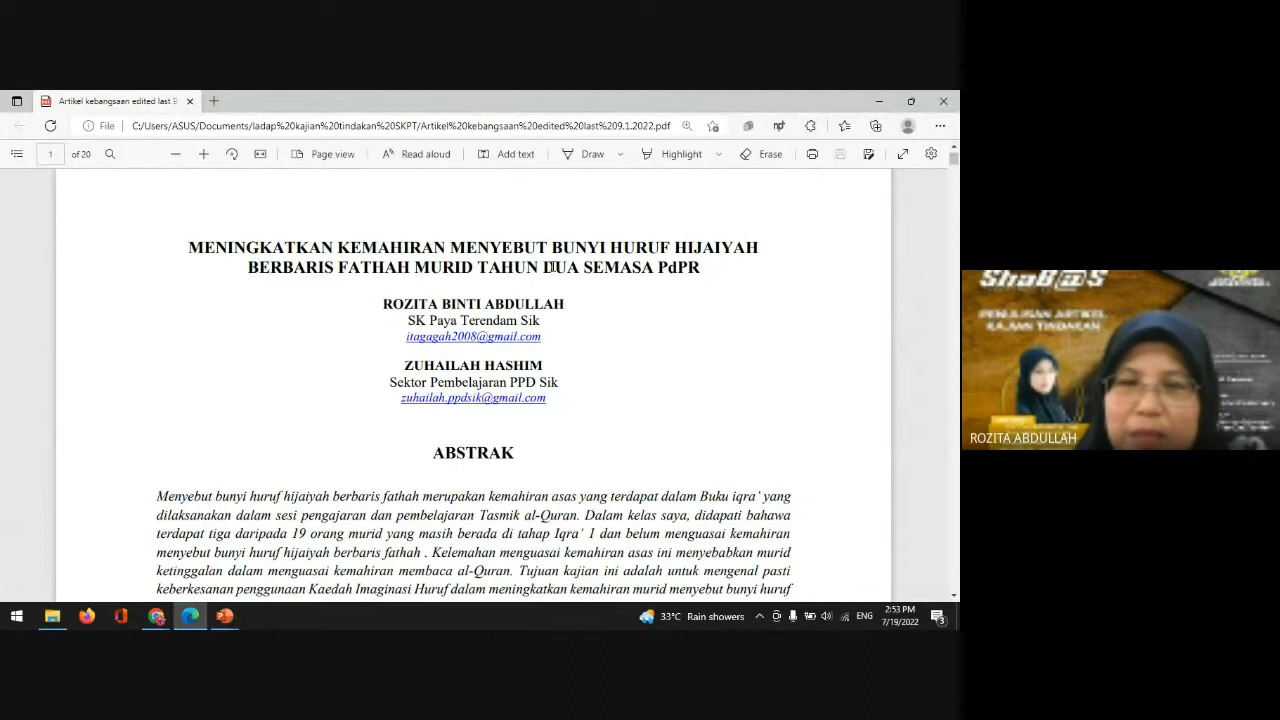 Artikel kebangsaan edited last 9
File C:/Users/ASUS/Documents/ladap%20kajian%20tindakan%20SKPT/Artikel%20kebangsaan%20edited%20last%209.1.2022.pdf
1 of 20 Page view Read aloud Add text Draw Highlight Erase
MENINGKATKAN KEMAHIRAN MENYEBUT BUNYI HURUF HIJAIYAH
BERBARIS FATHAH MURID TAHUN DUA SEMASA PdPR
ROZITA BINTI ABDULLAH
SK Paya Terendam Sik
itagagah2008@gmail.com
ZUHAILAH HASHIM
Sektor Pembelajaran PPD Sik
zuhailah.ppdsik@gmail.com
ABSTRAK
Menyebut bunyi huruf hijaiyah berbaris fathah merupakan kemahiran asas yang terdapat dalam Buku iqra’ yang
dilaksanakan dalam sesi pengajaran dan pembelajaran Tasmik al-Quran. Dalam kelas saya, didapati bahawa
terdapat tiga daripada 19 orang murid yang masih berada di tahap Iqra’ 1 dan belum menguasai kemahiran
menyebut bunyi huruf hijaiyah berbaris fathah . Kelemahan menguasai kemahiran asas ini menyebabkan murid
ketinggalan dalam menguasai kemahiran membaca al-Quran. Tujuan kajian ini adalah untuk mengenal pasti
keberkesanan penggunaan Kaedah Imaginasi Huruf dalam meningkatkan kemahiran murid menyebut bunyi huruf
33°C Rain showers ENG
2:53 PM
7/19/2022
3
Shab@S
PENULISAN ARTIKEL
KAJIAN TINDAKAN
ROZITA ABDULLAH